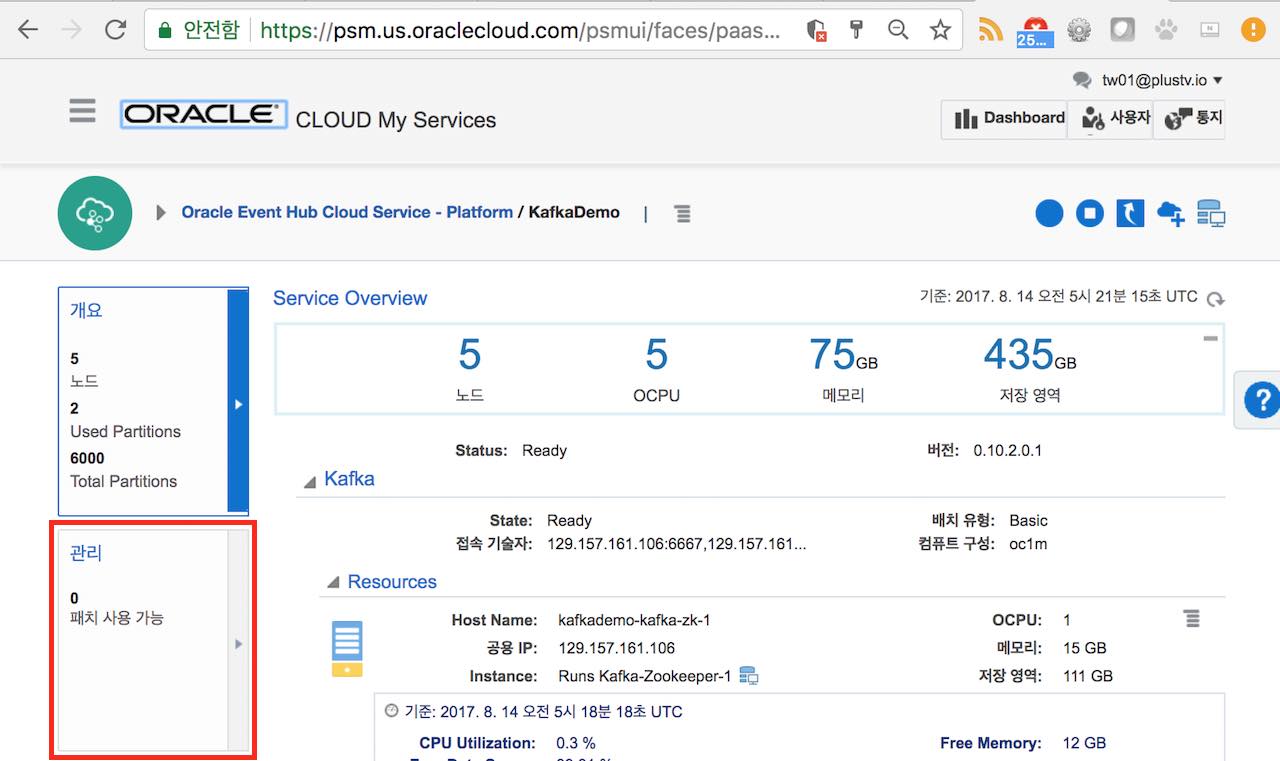 안전함 https://psm.us.oraclecloud.com/psmui/faces/paas...
25...
tw01@plustv.io
ORACLE CLOUD My Services
Dashboard 사용자 통지
Oracle Event Hub Cloud Service - Platform / KafkaDemo |
개요
5
노드
2
Used Partitions
6000
Total Partitions
관리
0
패치 사용 가능
Service Overview
기준: 2017. 8. 14 오전 5시 21분 15초 UTC
5 5 75GB 435GB
노드 OCPU 메모리 저장 영역
?
Status: Ready 버전: 0.10.2.0.1
Kafka
State: Ready 배치 유형: Basic
접속 기술자: 129.157.161.106:6667,129.157.161... 컴퓨트 구성: oc1m
Resources
Host Name: kafkademo-kafka-zk-1 OCPU: 1
공용 IP: 129.157.161.106 메모리: 15 GB
Instance: Runs Kafka-Zookeeper-1 저장 영역: 111 GB
기준: 2017. 8. 14 오전 5시 18분 18초 UTC
CPU Utilization: 0.3 % Free Memory: 12 GB